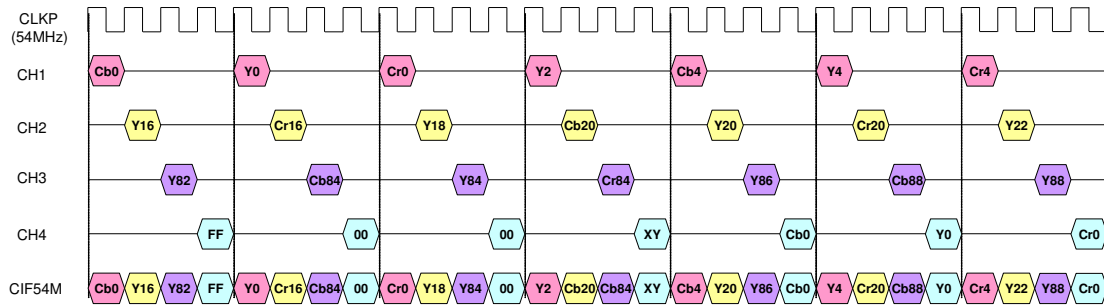 CLKP
(54MHz)
CH1 Cb0 Y0 Cr0 Y2 Cb4 Y4 Cr4
CH2 Y16 Cr16 Y18 Cb20 Y20 Cr20 Y22
CH3 Y82 Cb84 Y84 Cr84 Y86 Cb88 Y88
CH4 FF 00 00 XY Cb0 Y0 Cr0
CIF54M Cb0 Y16 Y82 FF Y0 Cr16 Cb84 00 Cr0 Y18 Y84 00 Y2 Cb20 Cb84 XY Cb4 Y20 Y86 Cb0 Y4 Cr20 Cb88 Y0 Cr4 Y22 Y88 Cr0